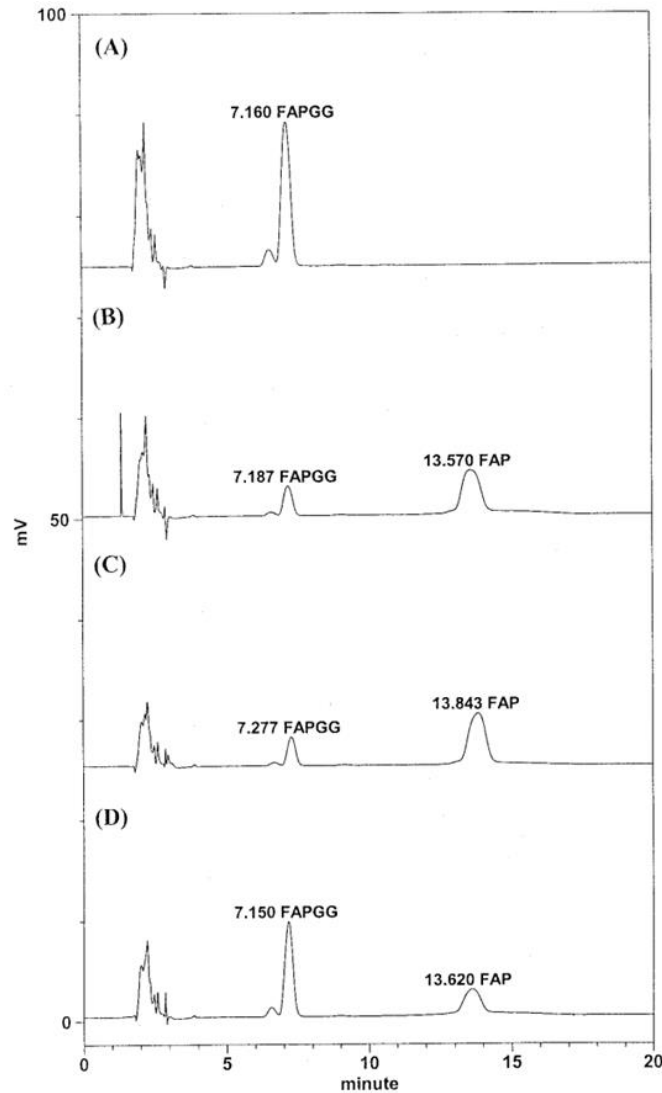 100
(A)
7.160 FAPGG
(B)
7.187 FAPGG
13.570 FAP
50
mV
(C)
7.277 FAPGG
13.843 FAP
(D)
7.150 FAPGG
13.620 FAP
0
0 5 10 15 20
minute